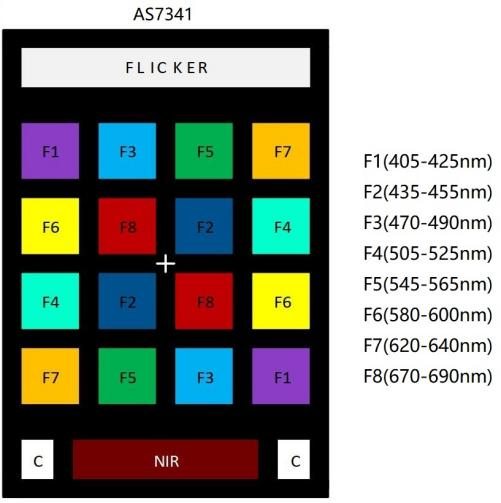 AS7341
FLICKER
F1 F3 F5 F7
F6 F8 F2 F4
F4 F2 F8 F6
F7 F5 F3 F1
C NIR C
F1(405-425nm)
F2(435-455nm)
F3(470-490nm)
F4(505-525nm)
F5(545-565nm)
F6(580-600nm)
F7(620-640nm)
F8(670-690nm)